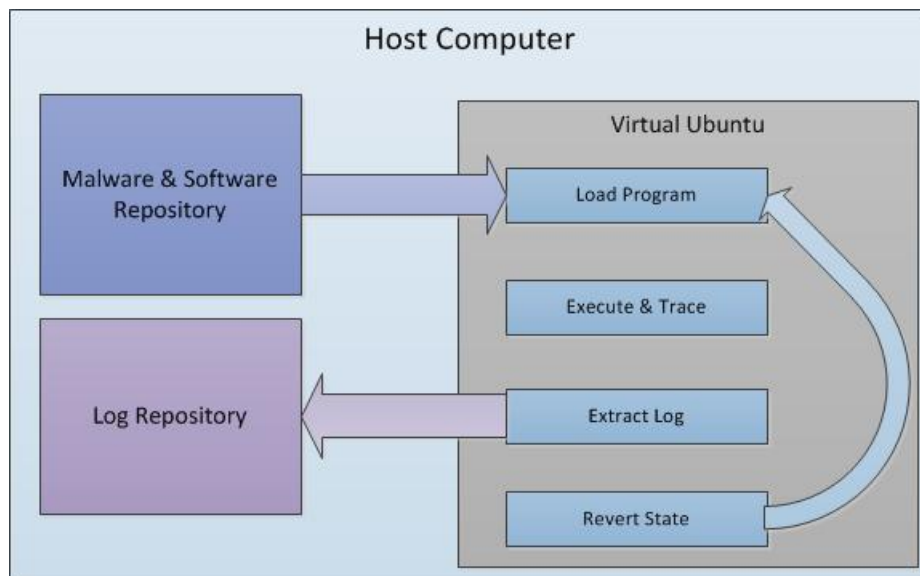 Host Computer
Malware & Software
Repository
Virtual Ubuntu
Load Program
Execute & Trace
Log Repository
Extract Log
Revert State